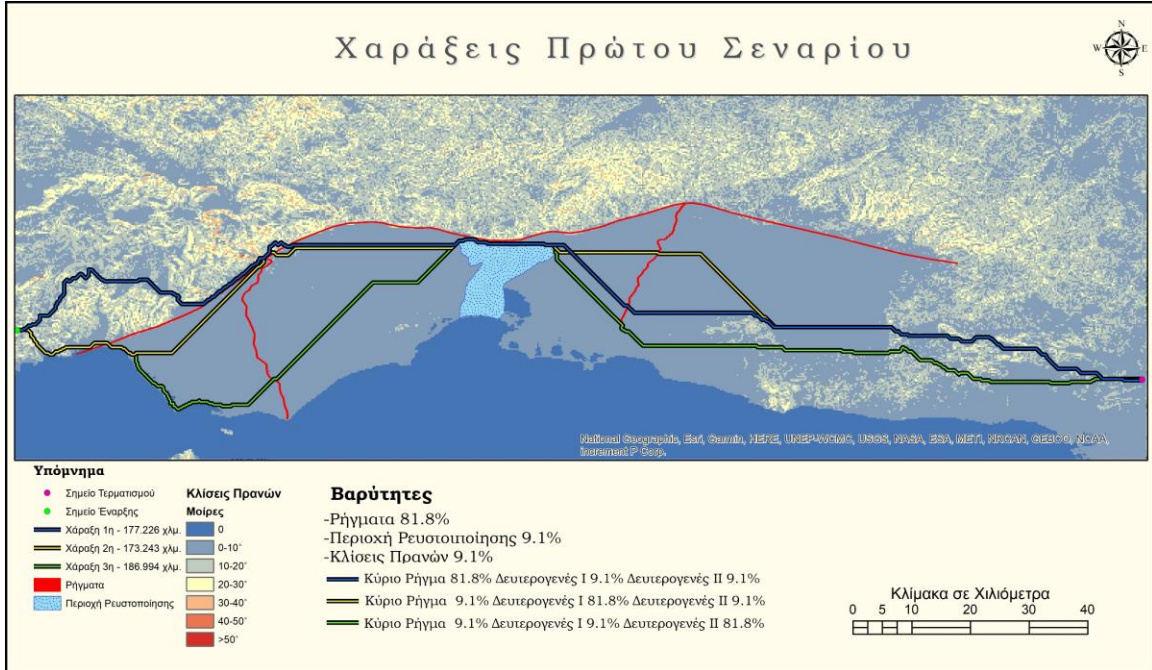 Χαράξεις Πρώτου Σεναρίου
N
W E
S
National Geographic, Esri, Garmin, HERE, UNEP-WCMC, USGS, NASA, ESA, METI, NRCAN, GEBCO, NOAA,
increment P Corp.
Υπόμνημα
Σημείο Τερματισμού
Σημείο Έναρξης
Χάραξη 1η - 177.226 χλμ.
Χάραξη 2η - 173.243 χλμ.
Χάραξη 3η - 186.994 χλμ.
Ρήγματα
Περιοχή Ρευστοποίησης
Κλίσεις Πρανών
Μοίρες
0
0-10˚
10-20˚
20-30˚
30-40˚
40-50˚
>50˚
Βαρύτητες
-Ρήγματα 81.8%
-Περιοχή Ρευστοποίησης 9.1%
-Κλίσεις Πρανών 9.1%
Κύριο Ρήγμα 81.8% Δευτερογενές Ι 9.1% Δευτερογενές ΙΙ 9.1%
Κύριο Ρήγμα 9.1% Δευτερογενές Ι 81.8% Δευτερογενές ΙΙ 9.1%
Κύριο Ρήγμα 9.1% Δευτερογενές Ι 9.1% Δευτερογενές ΙΙ 81.8%
Κλίμακα σε Χιλιόμετρα
0 5 10 20 30 40